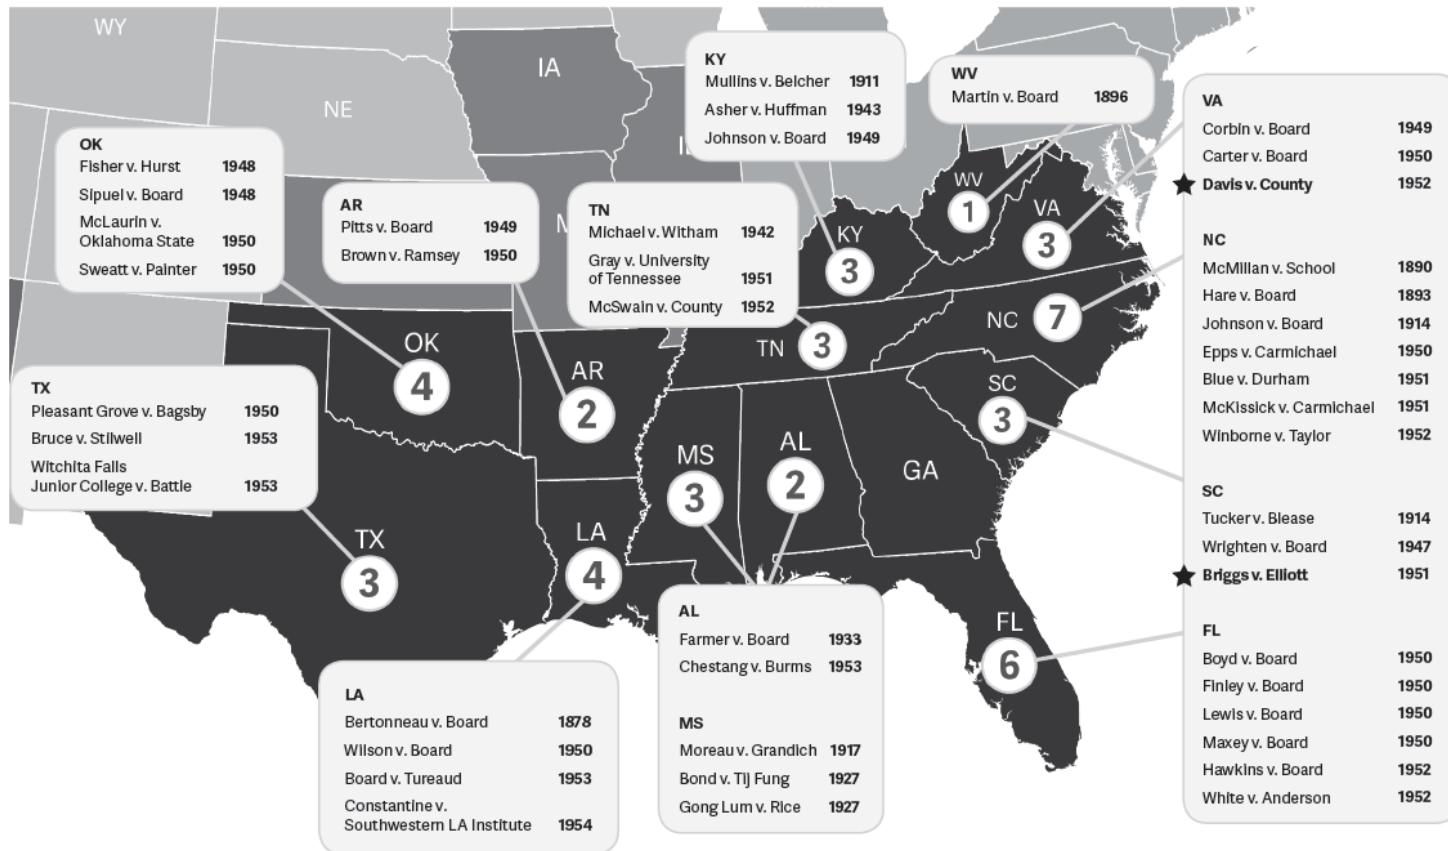 WY
NE
IA
KY
Mullins v. Belcher 1911
Asher v. Huffman 1943
Johnson v. Board 1949
WV
Martin v. Board 1896
VA
Corbin v. Board 1949
Carter v. Board 1950
Davis v. County 1952
NC
McMillan v. School 1890
Hare v. Board 1893
Johnson v. Board 1914
Epps v. Carmichael 1950
Blue v. Durham 1951
McKissick v. Carmichael 1951
Winborne v. Taylor 1952
SC
Tucker v. Blease 1914
Wrighten v. Board 1947
Briggs v. Elliott 1951
FL
Boyd v. Board 1950
Finley v. Board 1950
Lewis v. Board 1950
Maxey v. Board 1950
Hawkins v. Board 1952
White v. Anderson 1952
OK
Fisher v. Hurst 1948
Sipuel v. Board 1948
McLaurin v.
Oklahoma State 1950
Sweatt v. Painter 1950
AR
Pitts v. Board 1949
Brown v. Ramsey 1950
TN
Michael v. Witham 1942
Gray v. University
of Tennessee 1951
McSwain v. County 1952
TX
Pleasant Grove v. Bagsby 1950
Bruce v. Stilwell 1953
Witchita Falls
Junior College v. Battle 1953
LA
Bertonneau v. Board 1878
Wilson v. Board 1950
Board v. Tureaud 1953
Constantine v.
Southwestern LA Institute 1954
AL
Farmer v. Board 1933
Chestang v. Burms 1953
MS
Moreau v. Grandich 1917
Bond v. Tij Fung 1927
Gong Lum v. Rice 1927
WV
1
VA
3
KY
3
NC 7
TN 3
OK
4
AR
2
SC
3
MS
3
AL
2
GA
TX
3
LA
4
FL
6